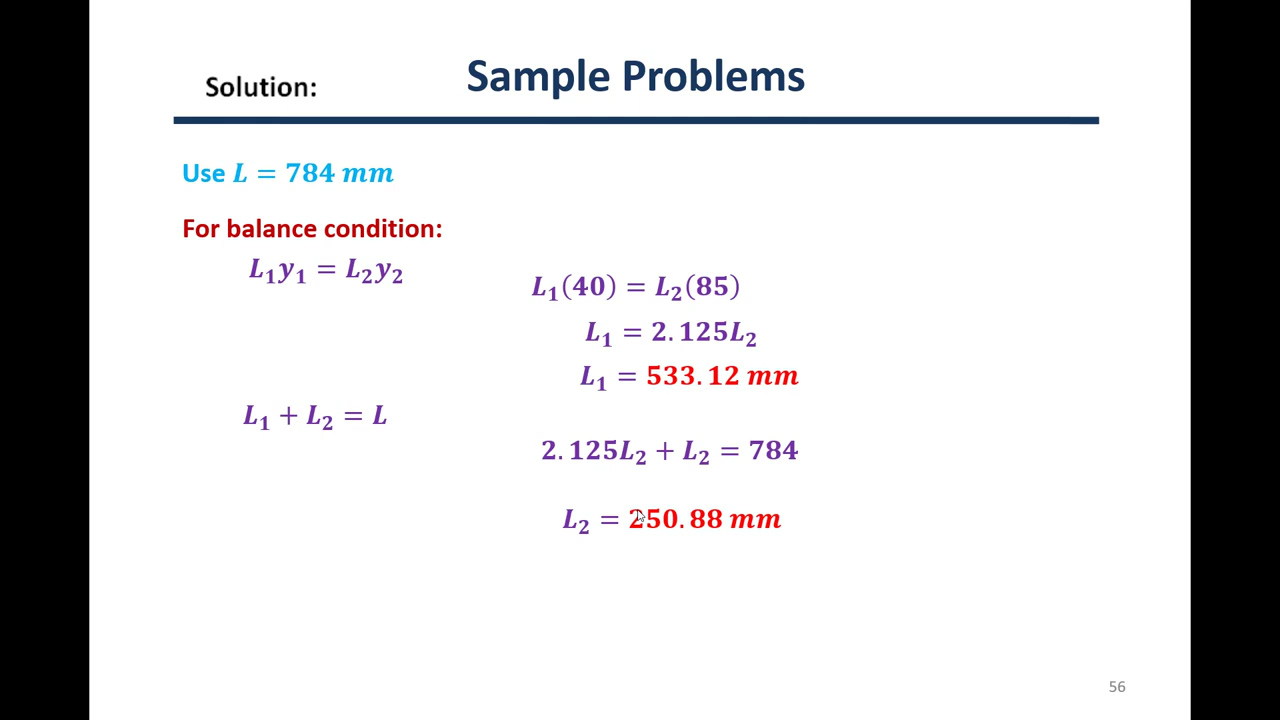 Solution:
Sample Problems
Use L = 784 mm
For balance condition:
L₁y₁ = L₂y₂
L₁(40) = L₂(85)
L₁ = 2.125L₂
L₁ = 533.12 mm
L₁ + L₂ = L
2.125L₂ + L₂ = 784
L₂ = 250.88 mm
56